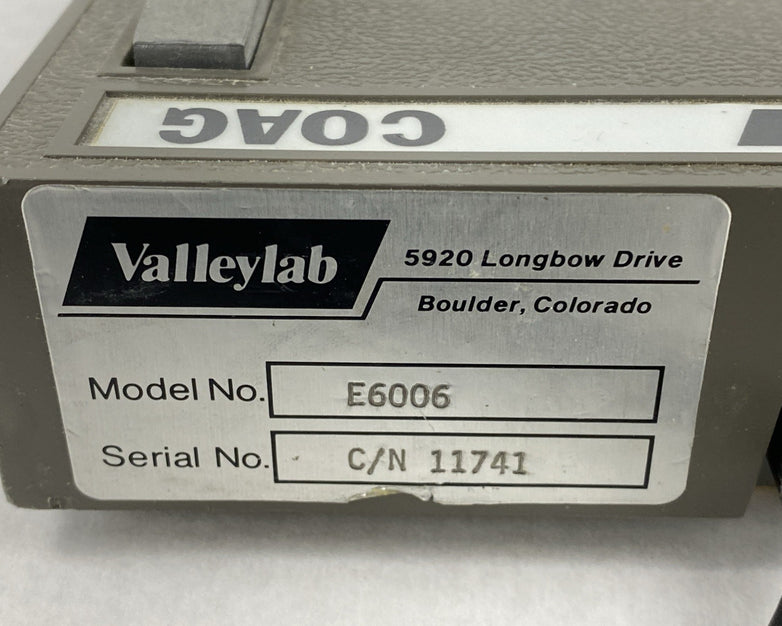 COAG
Valleylab
5920 Longbow Drive
Boulder, Colorado
Model No. E6006
Serial No. C/N 11741